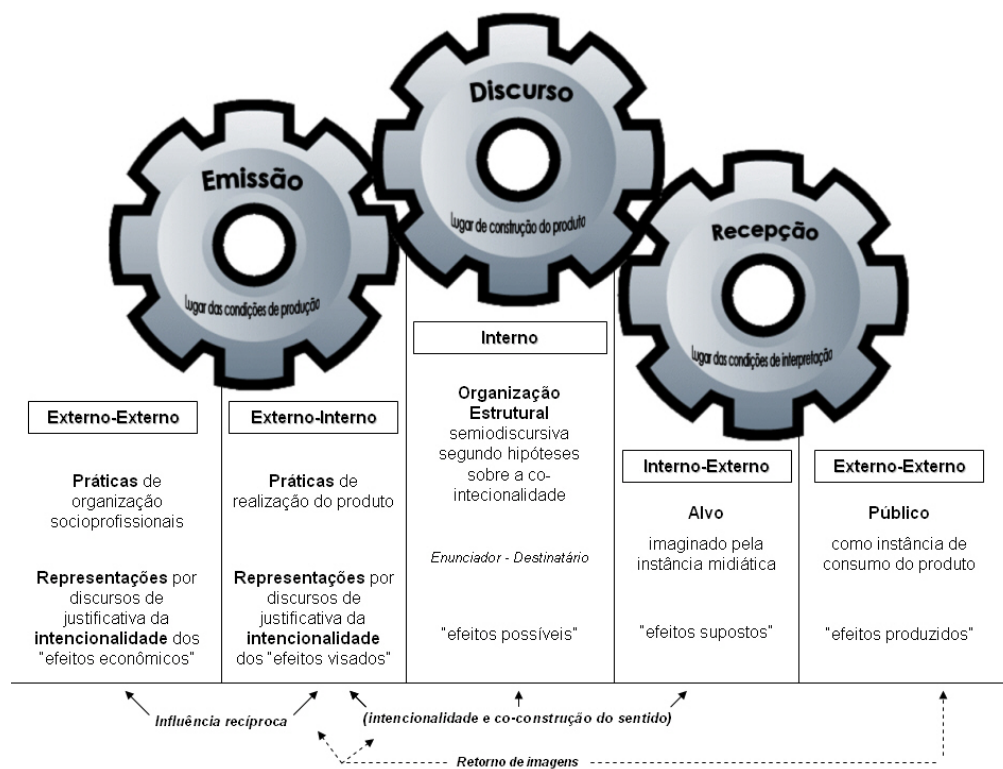 Emissão
Lugar das condições de produção
Discurso
Lugar de construção do produto
Recepção
Lugar das condições de interpretação
Externo-Externo
Práticas de
organização
socioprofissionais
Representações por
discursos de
justificativa da
intencionalidade dos
"efeitos econômicos"
Externo-Interno
Práticas de
realização do produto
Representações por
discursos de
justificativa da
intencionalidade
dos "efeitos visados"
Interno
Organização
Estrutural
semiodiscursiva
segundo hipóteses
sobre a co-
intecionalidade
Enunciador - Destinatário
"efeitos possíveis"
Interno-Externo
Alvo
imaginado pela
instância midiática
"efeitos supostos"
Externo-Externo
Público
como instância de
consumo do produto
"efeitos produzidos"
Influência recíproca
(intencionalidade e co-construção do sentido)
Retorno de imagens